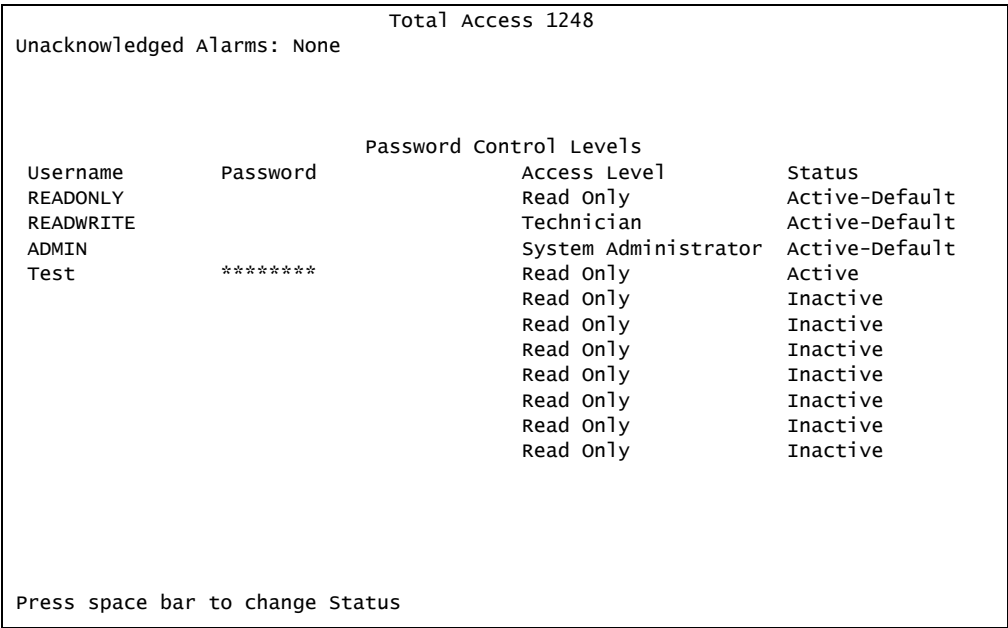 Total Access 1248
Unacknowledged Alarms: None
Password Control Levels
Username Password Access Level Status
READONLY Read Only Active-Default
READWRITE Technician Active-Default
ADMIN System Administrator Active-Default
Test ******** Read Only Active
Read Only Inactive
Read Only Inactive
Read Only Inactive
Read Only Inactive
Read Only Inactive
Read Only Inactive
Read Only Inactive
Press space bar to change Status